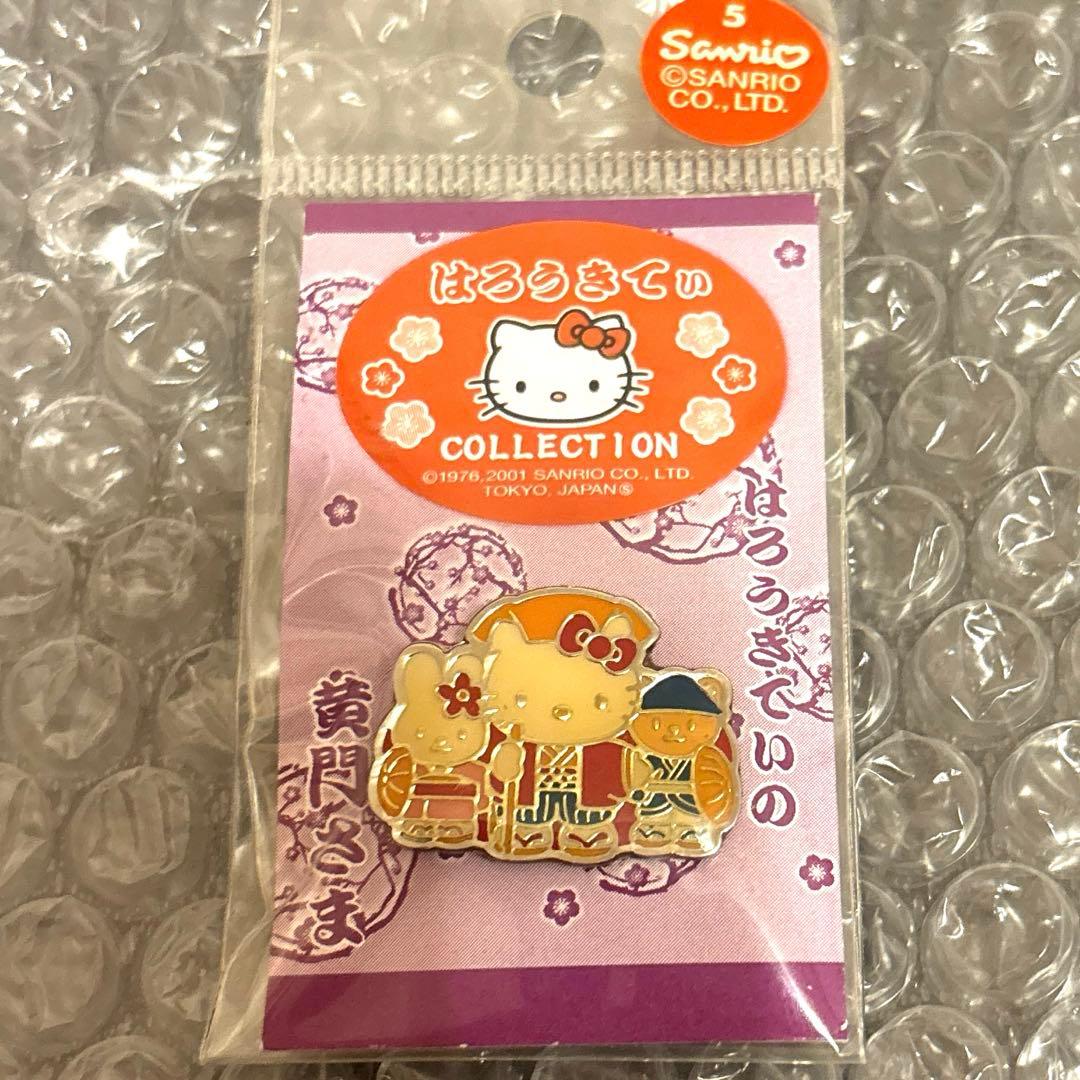 5
Sanrio
©SANRIO
CO., LTD.
はろうきてぃ
COLLECTION
©1976, 2001 SANRIO CO., LTD.
TOKYO, JAPANⓈ
はろうきてぃの
黄門さま